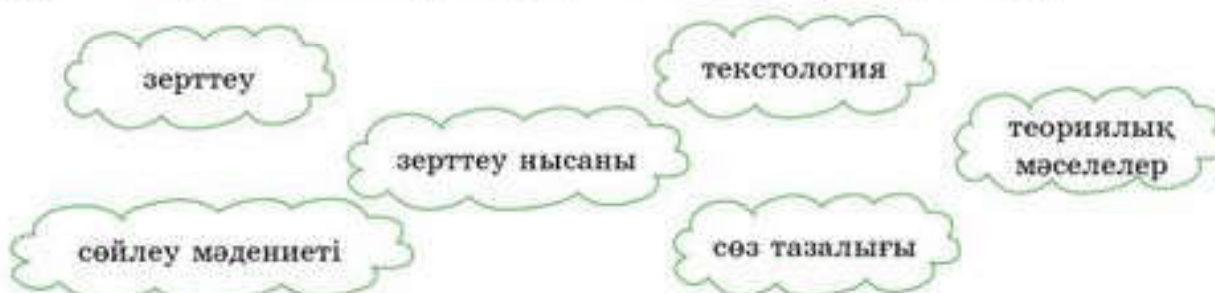 зерттеу
текстология
зерттеу нысаны
теориялық
мәселелер
сөйлеу мәдениеті
сөз тазалығы